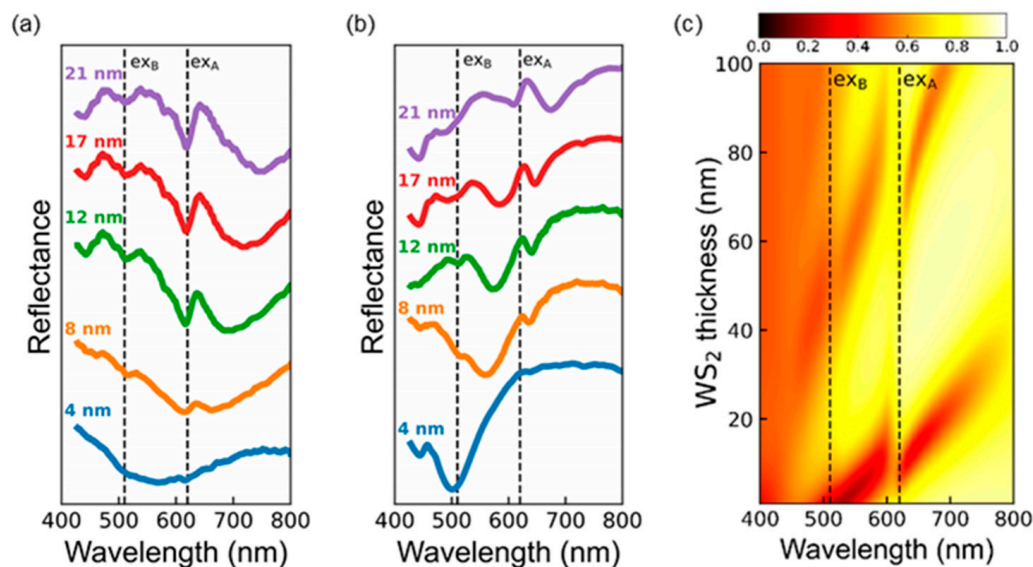 (a)
ex_B
ex_A
21 nm
17 nm
12 nm
8 nm
4 nm
Reflectance
400 500 600 700 800
Wavelength (nm)
(b)
ex_B
ex_A
21 nm
17 nm
12 nm
8 nm
4 nm
Reflectance
400 500 600 700 800
Wavelength (nm)
(c)
0.0 0.2 0.4 0.6 0.8 1.0
ex_B
ex_A
100
80
60
40
20
WS₂ thickness (nm)
400 500 600 700 800
Wavelength (nm)